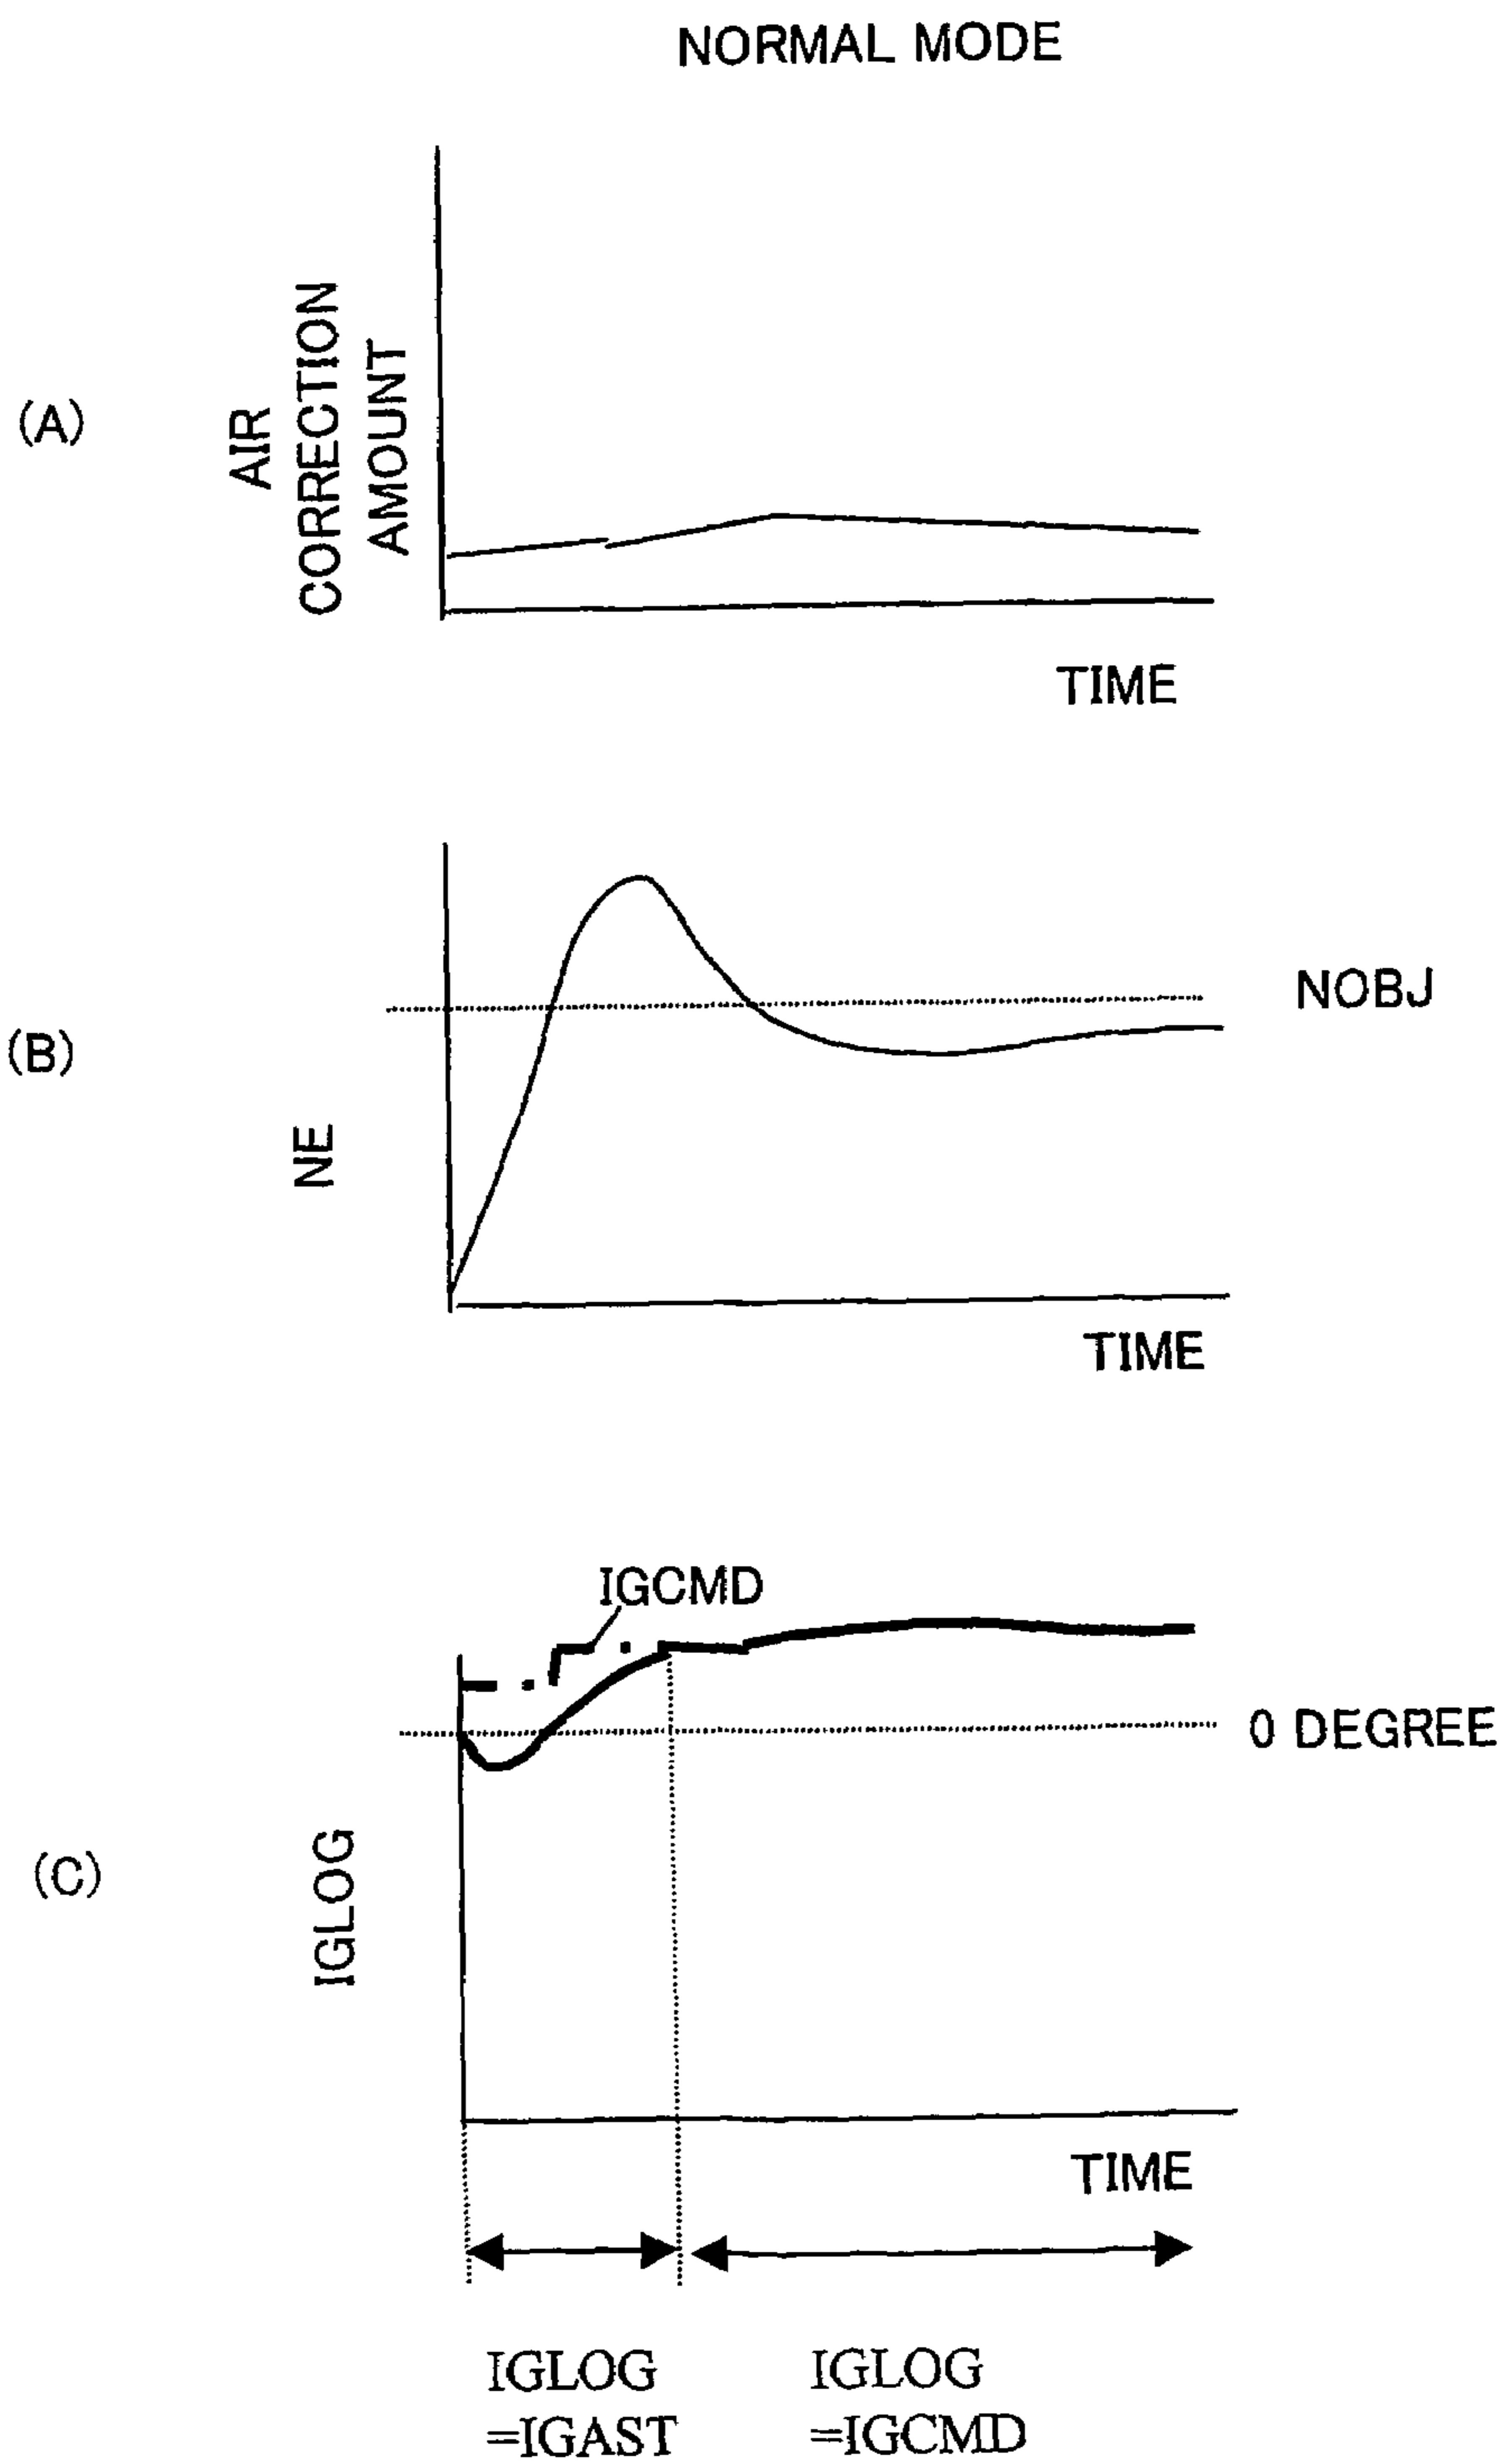 NORMAL MODE
(A)
AIR
CORRECTION
AMOUNT
TIME
(B)
NE
NOBJ
TIME
(C)
IGLOG
IGCMD
0 DEGREE
TIME
IGLOG
=IGAST
IGLOG
=IGCMD